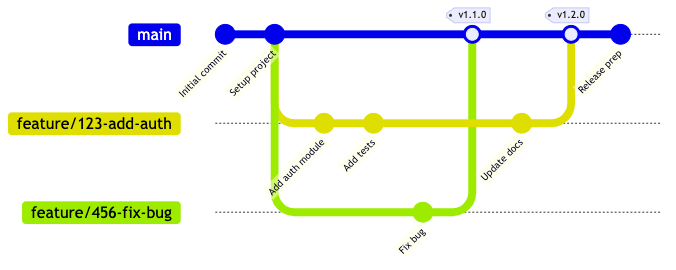 v1.1.0
v1.2.0
main
Initial commit
Setup project
Release prep
feature/123-add-auth
Add auth module
Add tests
Update docs
feature/456-fix-bug
Fix bug